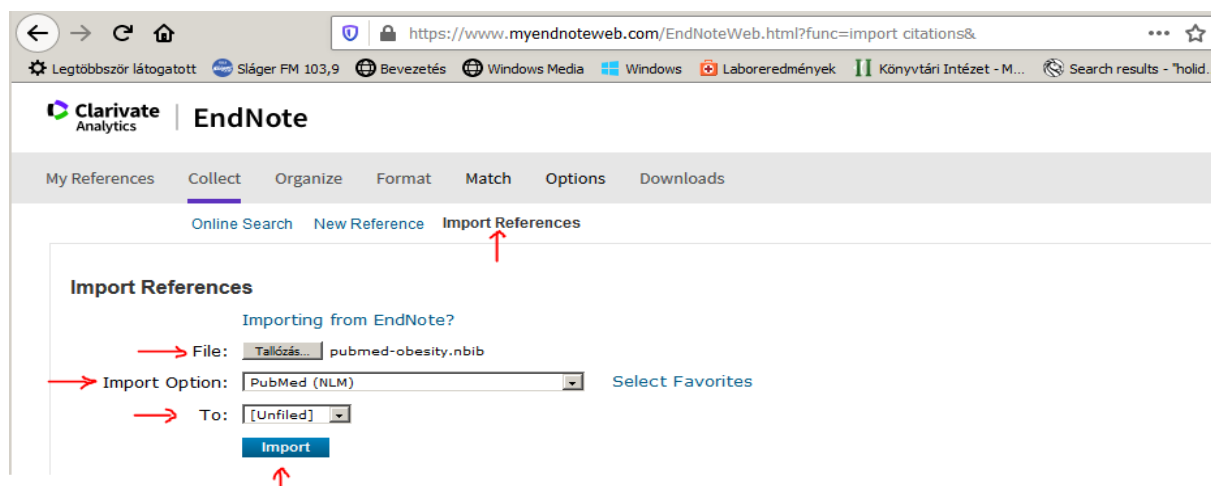 https://www.myendnoteweb.com/EndNoteWeb.html?func=import citations&
Legtöbbször látogatott Sláger FM 103,9 Bevezetés Windows Media Windows Laboreredmények Könyvtári Intézet - M... Search results - "holid.
Clarivate Analytics EndNote
My References Collect Organize Format Match Options Downloads
Online Search New Reference Import References
Import References
Importing from EndNote?
File: Tallózás... pubmed-obesity.nbib
Import Option: PubMed (NLM) Select Favorites
To: [Unfiled]
Import